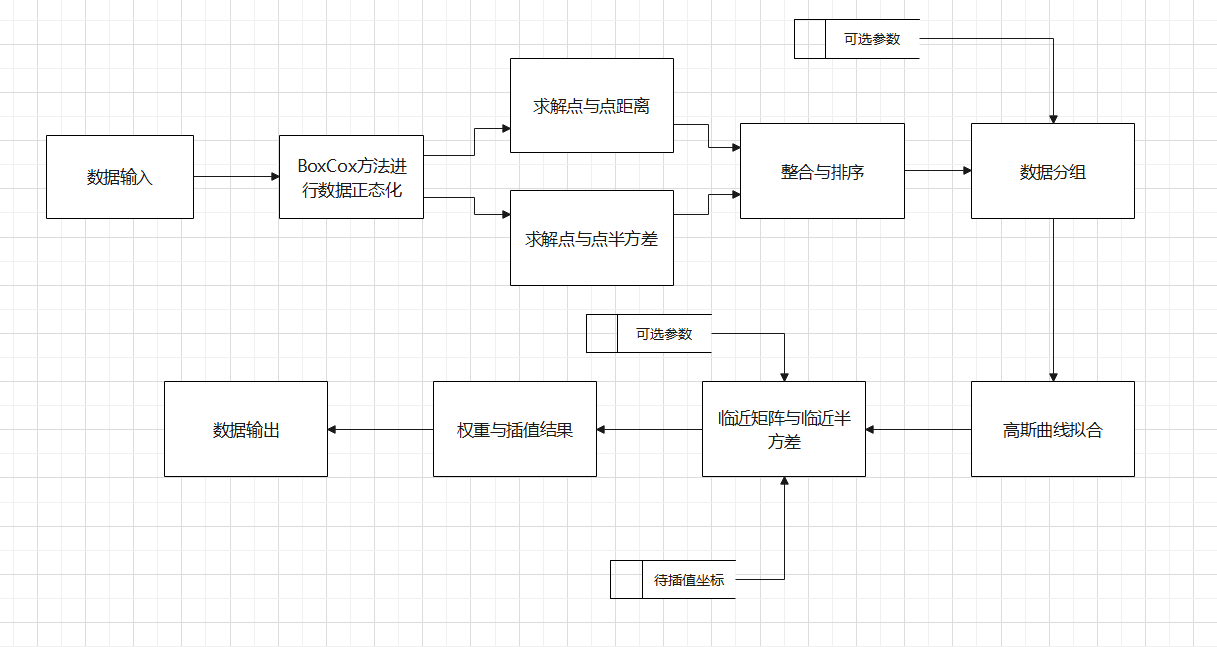 可选参数
求解点与点距离
数据输入
BoxCox方法进
行数据正态化
整合与排序
数据分组
求解点与点半方差
可选参数
数据输出
权重与插值结果
临近矩阵与临近半
方差
高斯曲线拟合
待插值坐标